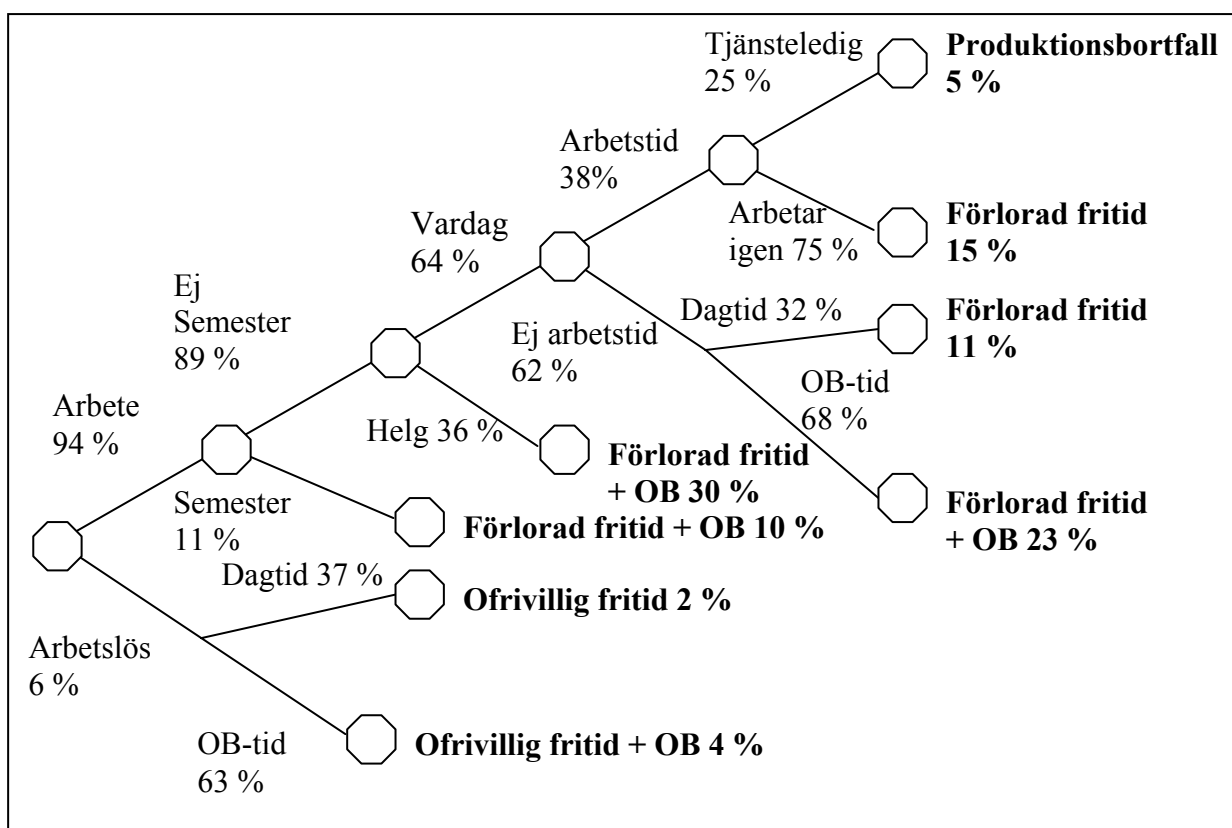 Tjänsteledig
25 %
Produktionsbortfall
5 %
Arbetstid
38%
Arbetar
igen 75 %
Förlorad fritid
15 %
Vardag
64 %
Dagtid 32 %
Förlorad fritid
11 %
Ej
Semester
89 %
Ej arbetstid
62 %
OB-tid
68 %
Arbete
94 %
Helg 36 %
Förlorad fritid
+ OB 30 %
Förlorad fritid
+ OB 23 %
Semester
11 %
Förlorad fritid + OB 10 %
Dagtid 37 %
Ofrivillig fritid 2 %
Arbetslös
6 %
OB-tid
63 %
Ofrivillig fritid + OB 4 %